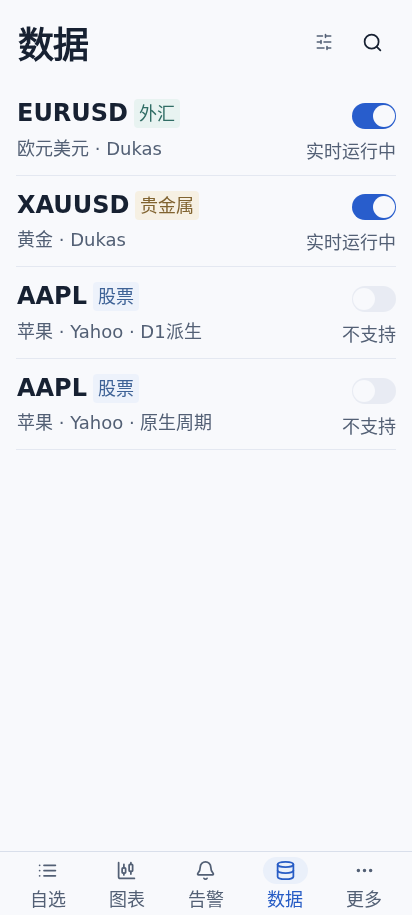 数据
EURUSD 外汇
欧元美元 · Dukas
实时运行中
XAUUSD 贵金属
黄金 · Dukas
实时运行中
AAPL 股票
苹果 · Yahoo · D1派生
不支持
AAPL 股票
苹果 · Yahoo · 原生周期
不支持
自选 图表 告警 数据 更多